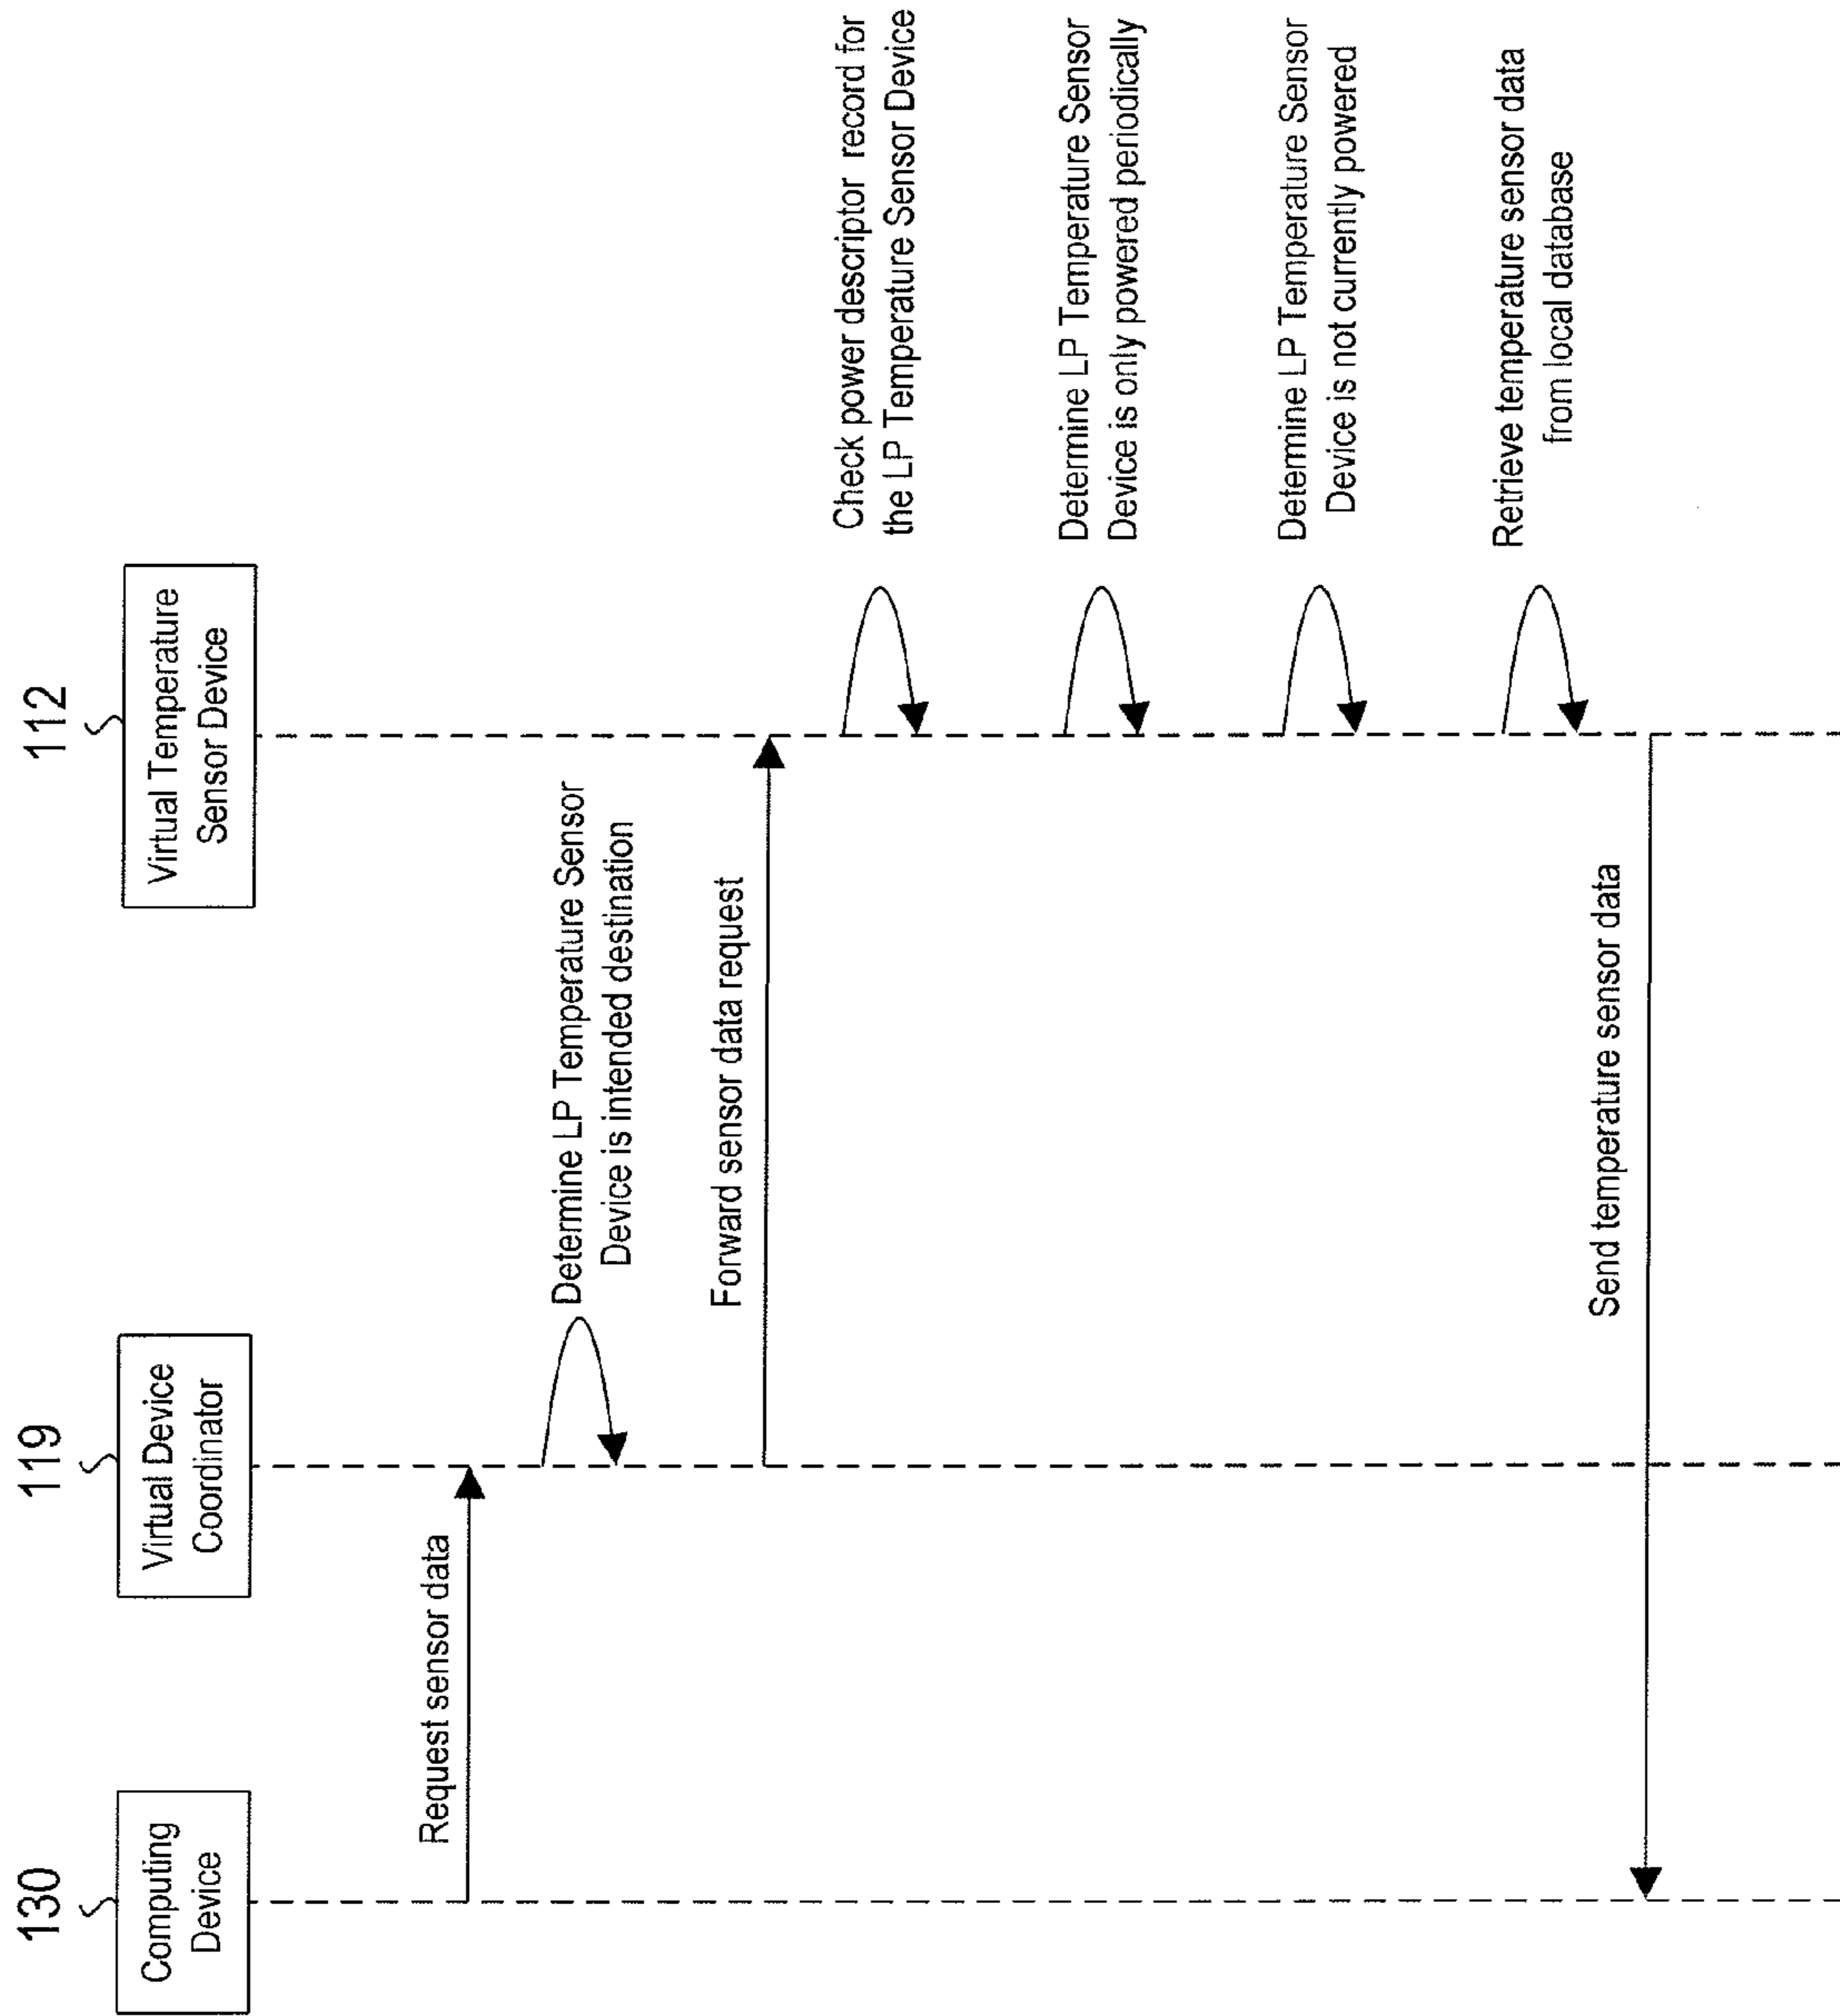 130
Computing
Device
119
Virtual Device
Coordinator
112
Virtual Temperature
Sensor Device
Request sensor data
Determine LP Temperature Sensor
Device is intended destination
Forward sensor data request
Check power descriptor record for
the LP Temperature Sensor Device
Determine LP Temperature Sensor
Device is only powered periodically
Determine LP Temperature Sensor
Device is not currently powered
Retrieve temperature sensor data
from local database
Send temperature sensor data